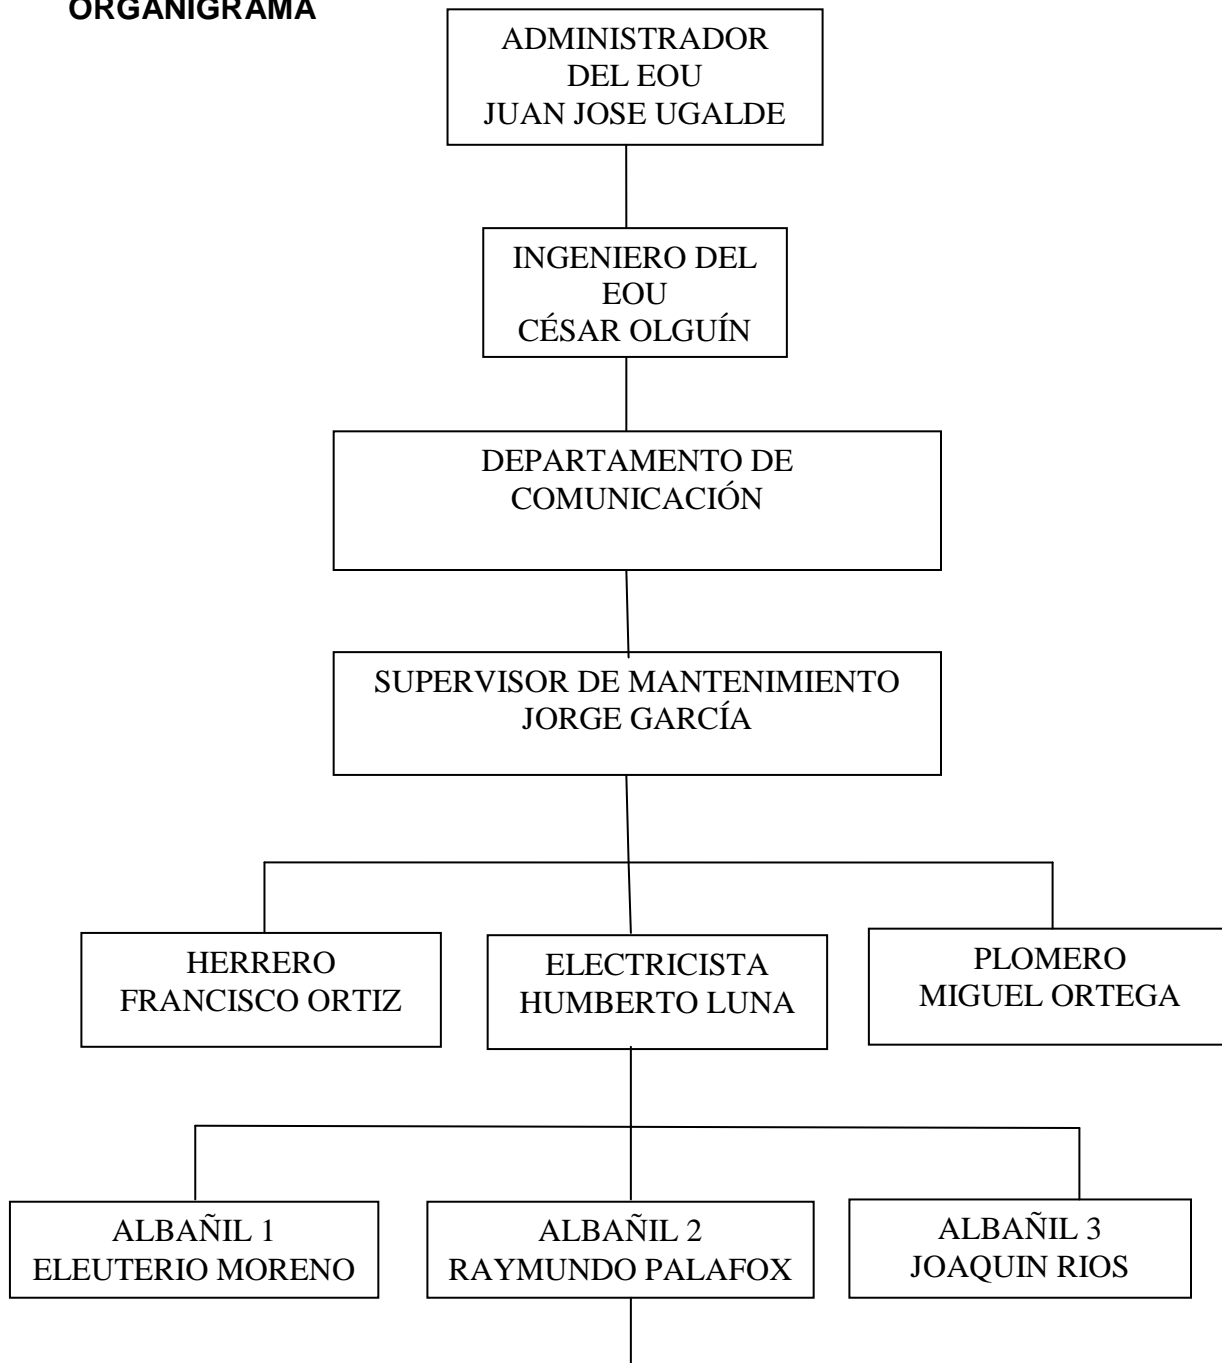 ORGANIGRAMA
ADMINISTRADOR
DEL EOU
JUAN JOSE UGALDE
INGENIERO DEL
EOU
CÉSAR OLGUÍN
DEPARTAMENTO DE
COMUNICACIÓN
SUPERVISOR DE MANTENIMIENTO
JORGE GARCÍA
HERRERO
FRANCISCO ORTIZ
ELECTRICISTA
HUMBERTO LUNA
PLOMERO
MIGUEL ORTEGA
ALBAÑIL 1
ELEUTERIO MORENO
ALBAÑIL 2
RAYMUNDO PALAFOX
ALBAÑIL 3
JOAQUIN RIOS